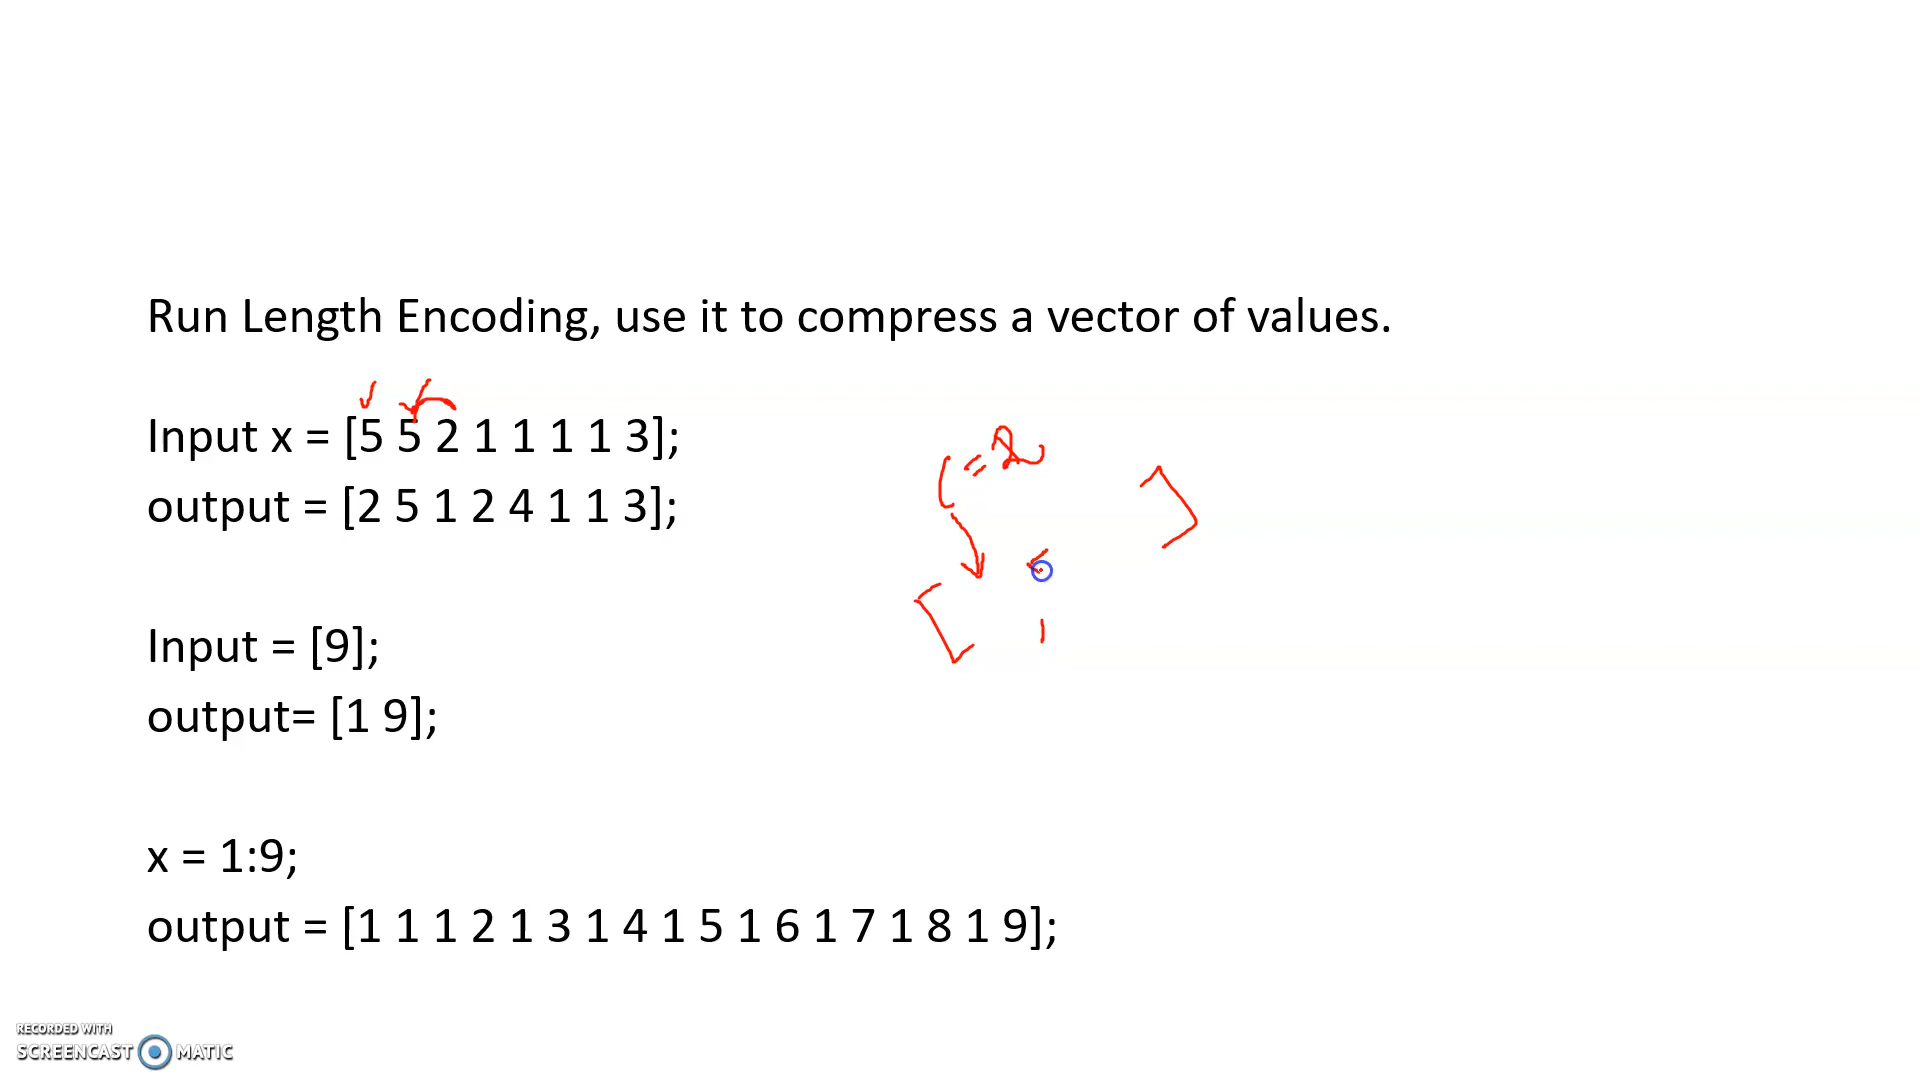 Run Length Encoding, use it to compress a vector of values.
Input x = [5 5 2 1 1 1 1 3];
output = [2 5 1 2 4 1 1 3];
c = 2
[ ]
1
Input = [9];
output= [1 9];
x = 1:9;
output = [1 1 1 2 1 3 1 4 1 5 1 6 1 7 1 8 1 9];
RECORDED WITH
SCREENCAST MATIC